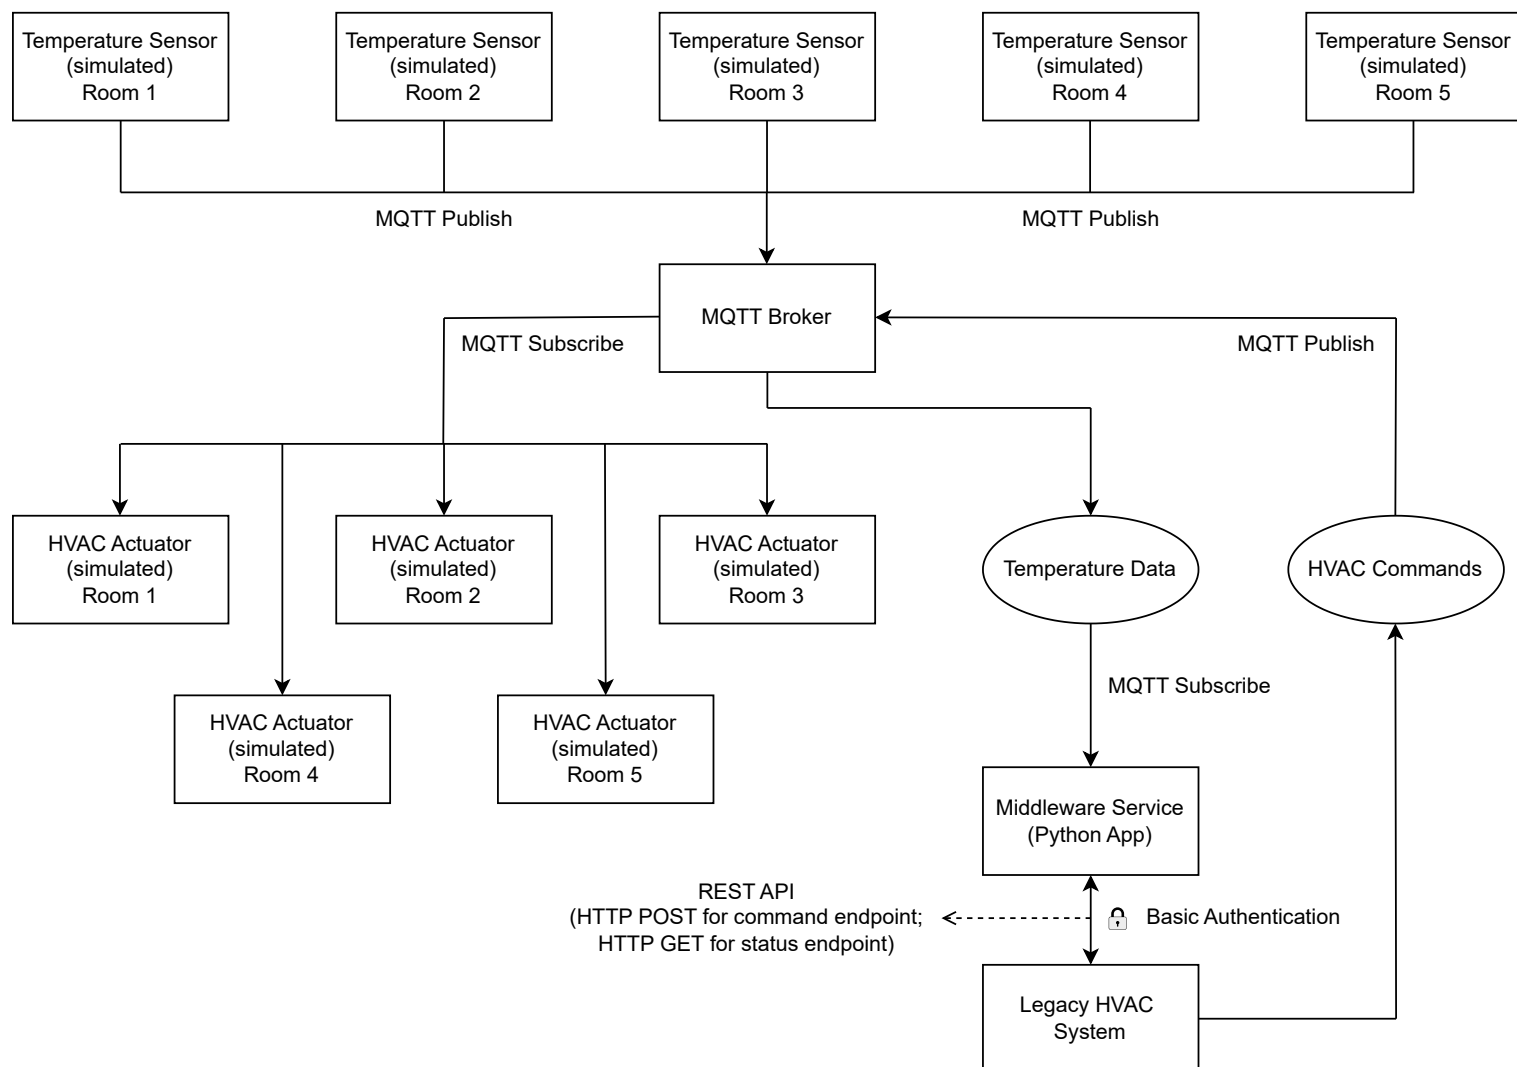 Temperature Sensor
(simulated)
Room 1
Temperature Sensor
(simulated)
Room 2
Temperature Sensor
(simulated)
Room 3
Temperature Sensor
(simulated)
Room 4
Temperature Sensor
(simulated)
Room 5
MQTT Publish
MQTT Publish
MQTT Broker
MQTT Subscribe
MQTT Publish
HVAC Actuator
(simulated)
Room 1
HVAC Actuator
(simulated)
Room 2
HVAC Actuator
(simulated)
Room 3
Temperature Data
HVAC Commands
MQTT Subscribe
HVAC Actuator
(simulated)
Room 4
HVAC Actuator
(simulated)
Room 5
Middleware Service
(Python App)
REST API
(HTTP POST for command endpoint;
HTTP GET for status endpoint)
Basic Authentication
Legacy HVAC
System